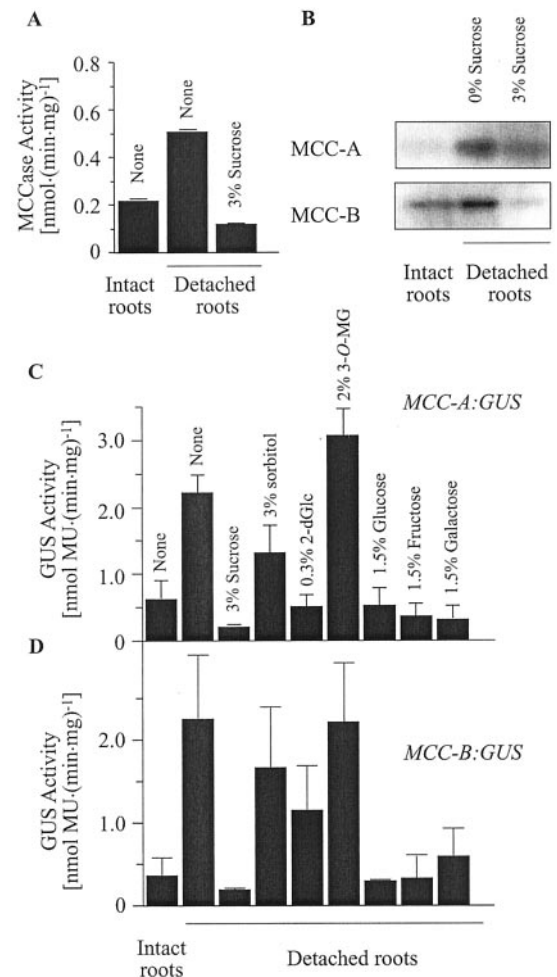 A
MCCase Activity
[nmol·(min·mg)⁻¹]
0.8
0.6
0.4
0.2
0
None
None
3% Sucrose
Intact
roots
Detached
roots
B
0% Sucrose
3% Sucrose
MCC-A
MCC-B
Intact
roots
Detached
roots
C
MCC-A:GUS
GUS Activity
[nmol MU·(min·mg)⁻¹]
3.0
2.0
1.0
0
None
None
3% Sucrose
3% sorbitol
0.3% 2-dGlc
2% 3-O-MG
1.5% Glucose
1.5% Fructose
1.5% Galactose
D
MCC-B:GUS
GUS Activity
[nmol MU·(min·mg)⁻¹]
2.0
1.0
0.0
Intact
roots
Detached roots